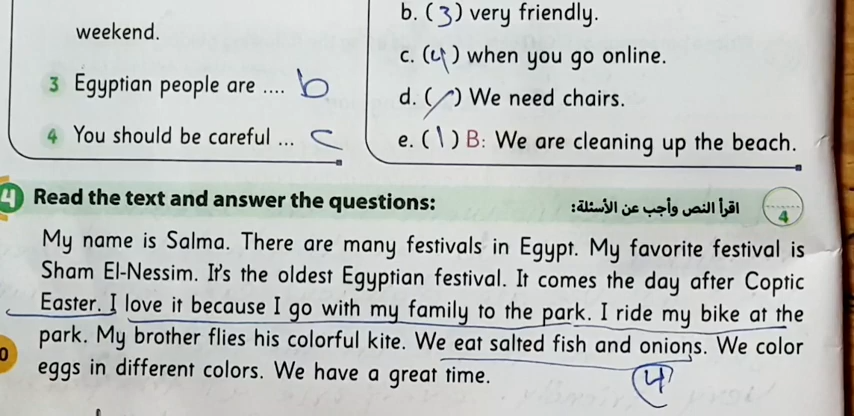 weekend.
3 Egyptian people are .... b
4 You should be careful ... c
b. (3) very friendly.
c. (4) when you go online.
d. ( ) We need chairs.
e. (1) B: We are cleaning up the beach.
4 Read the text and answer the questions:
اقرأ النص وأجب عن الأسئلة:
4
My name is Salma. There are many festivals in Egypt. My favorite festival is
Sham El-Nessim. It's the oldest Egyptian festival. It comes the day after Coptic
Easter. I love it because I go with my family to the park. I ride my bike at the
park. My brother flies his colorful kite. We eat salted fish and onions. We color
eggs in different colors. We have a great time.
4